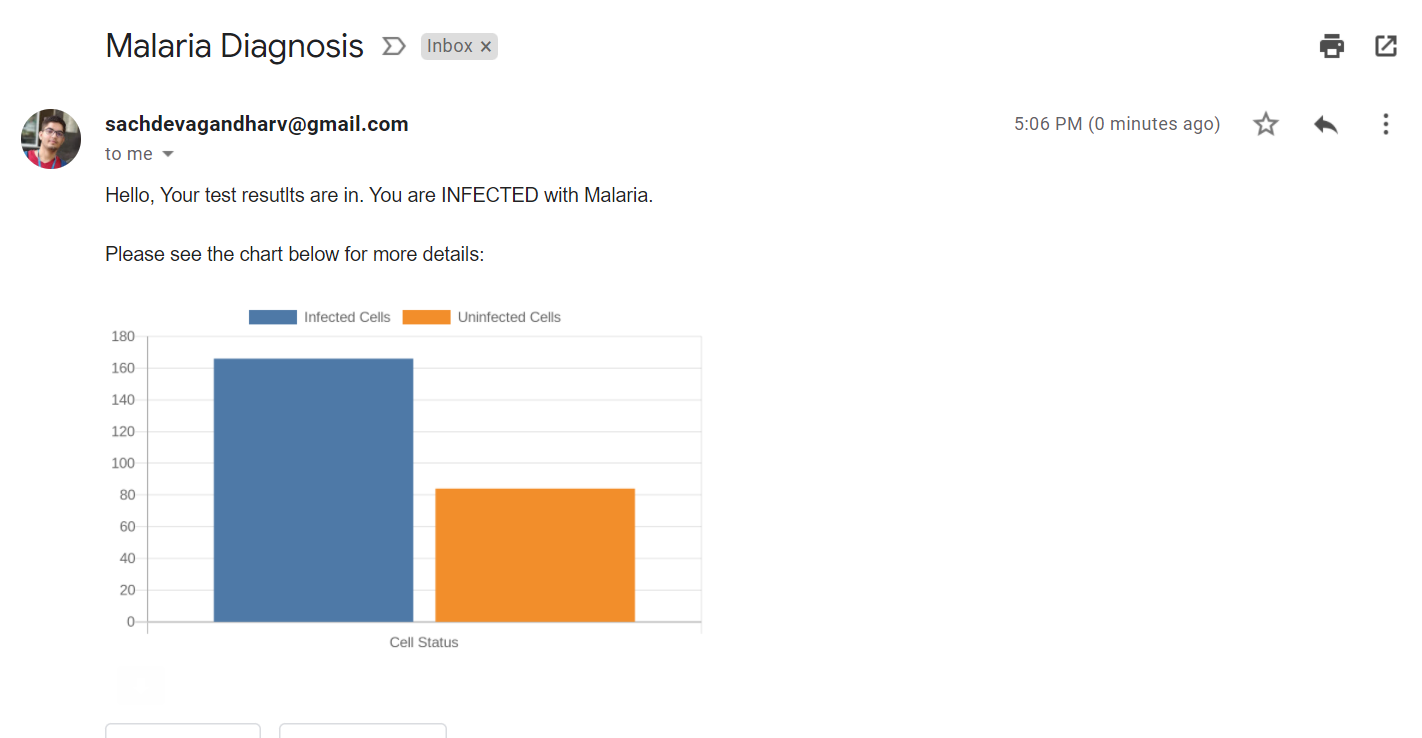 Malaria Diagnosis Inbox ×
sachdevagandharv@gmail.com 5:06 PM (0 minutes ago)
to me
Hello, Your test resutlts are in. You are INFECTED with Malaria.
Please see the chart below for more details:
Infected Cells Uninfected Cells
180
160
140
120
100
80
60
40
20
0
Cell Status